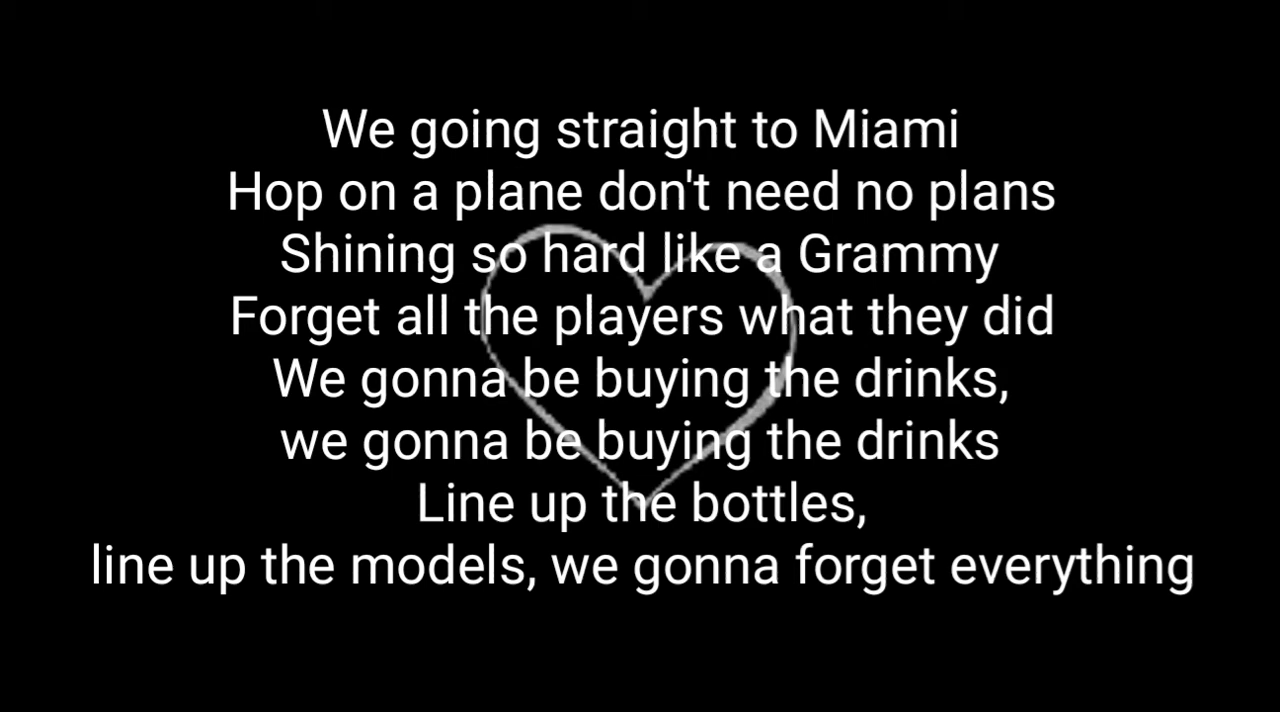 We going straight to Miami
Hop on a plane don't need no plans
Shining so hard like a Grammy
Forget all the players what they did
We gonna be buying the drinks,
we gonna be buying the drinks
Line up the bottles,
line up the models, we gonna forget everything